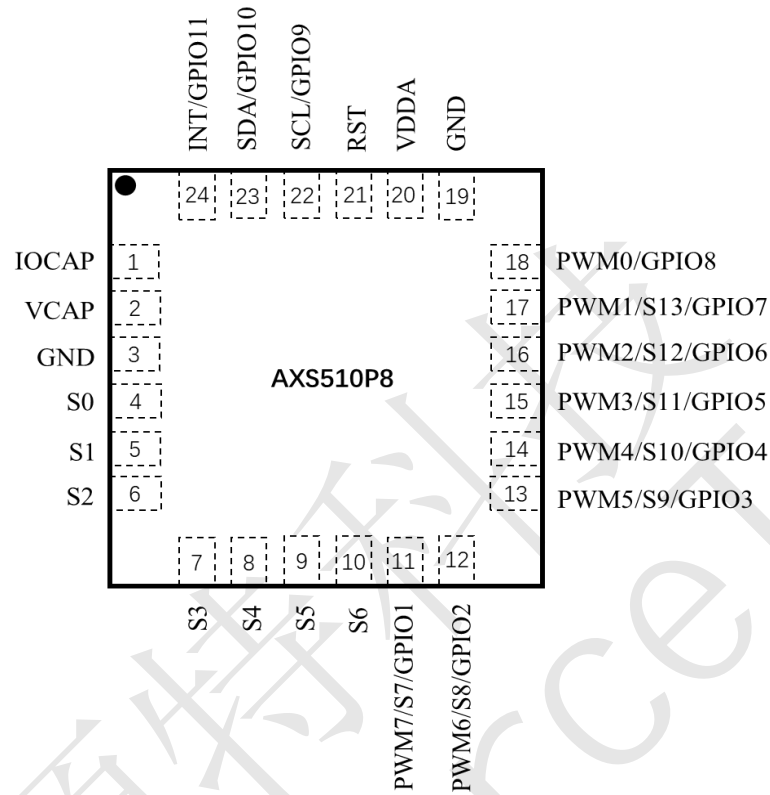 INT/GPIO11
SDA/GPIO10
SCL/GPIO9
RST
VDDA
GND
24 23 22 21 20 19
IOCAP 1 18 PWM0/GPIO8
VCAP 2 17 PWM1/S13/GPIO7
GND 3 16 PWM2/S12/GPIO6
AXS510P8
S0 4 15 PWM3/S11/GPIO5
S1 5 14 PWM4/S10/GPIO4
S2 6 13 PWM5/S9/GPIO3
7 8 9 10 11 12
S3
S4
S5
S6
PWM7/S7/GPIO1
PWM6/S8/GPIO2
特科技